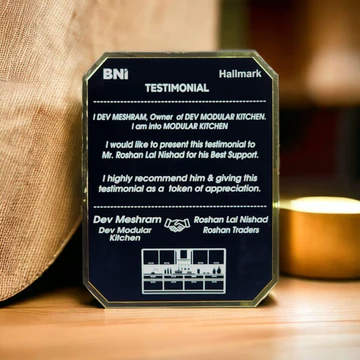 BNI Hallmark
TESTIMONIAL
I DEV MESHRAM, Owner of DEV MODULAR KITCHEN.
I am into MODULAR KITCHEN
I would like to present this testimonial to
Mr. Roshan Lal Nishad for his Best Support.
I highly recommend him & giving this
testimonial as a token of appreciation.
Dev Meshram Roshan Lal Nishad
Dev Modular Roshan Traders
Kitchen